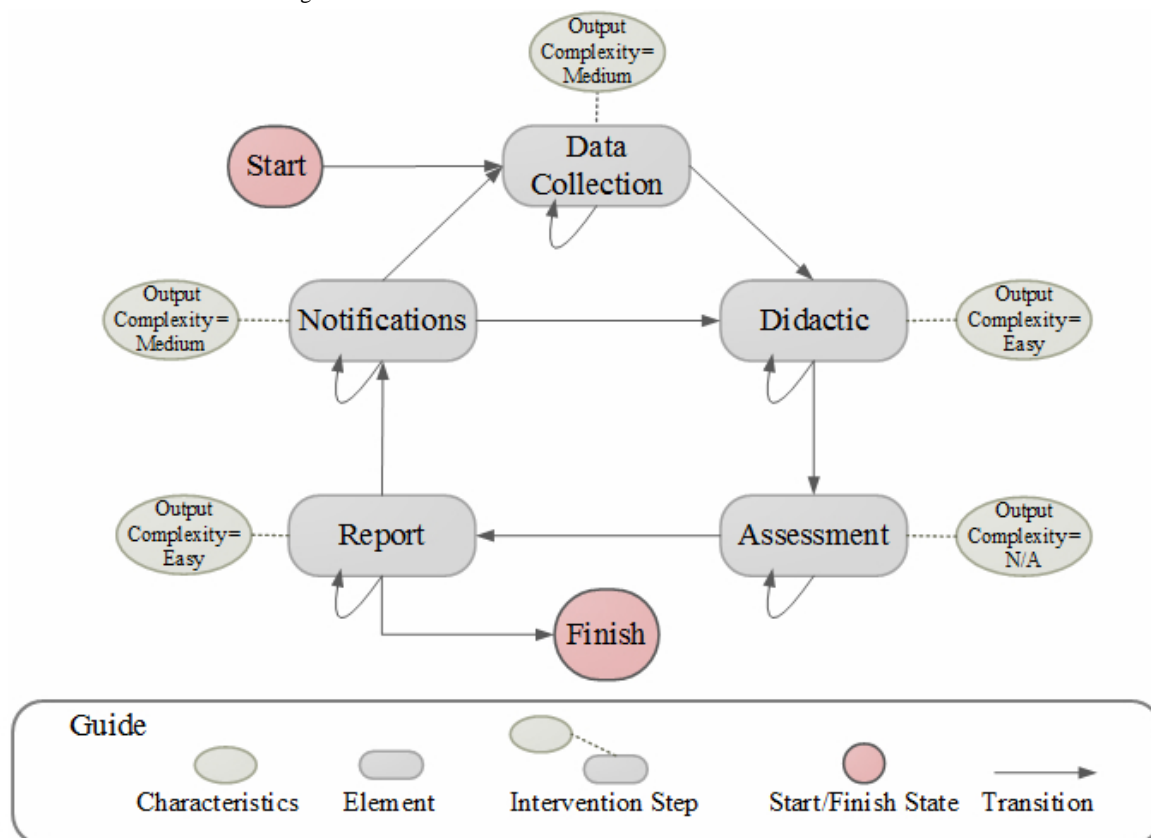 Output
Complexity=
Medium
Start
Data
Collection
Output
Complexity=
Medium
Notifications
Didactic
Output
Complexity=
Easy
Output
Complexity=
Easy
Report
Assessment
Output
Complexity=
N/A
Finish
Guide
Characteristics
Element
Intervention Step
Start/Finish State
Transition